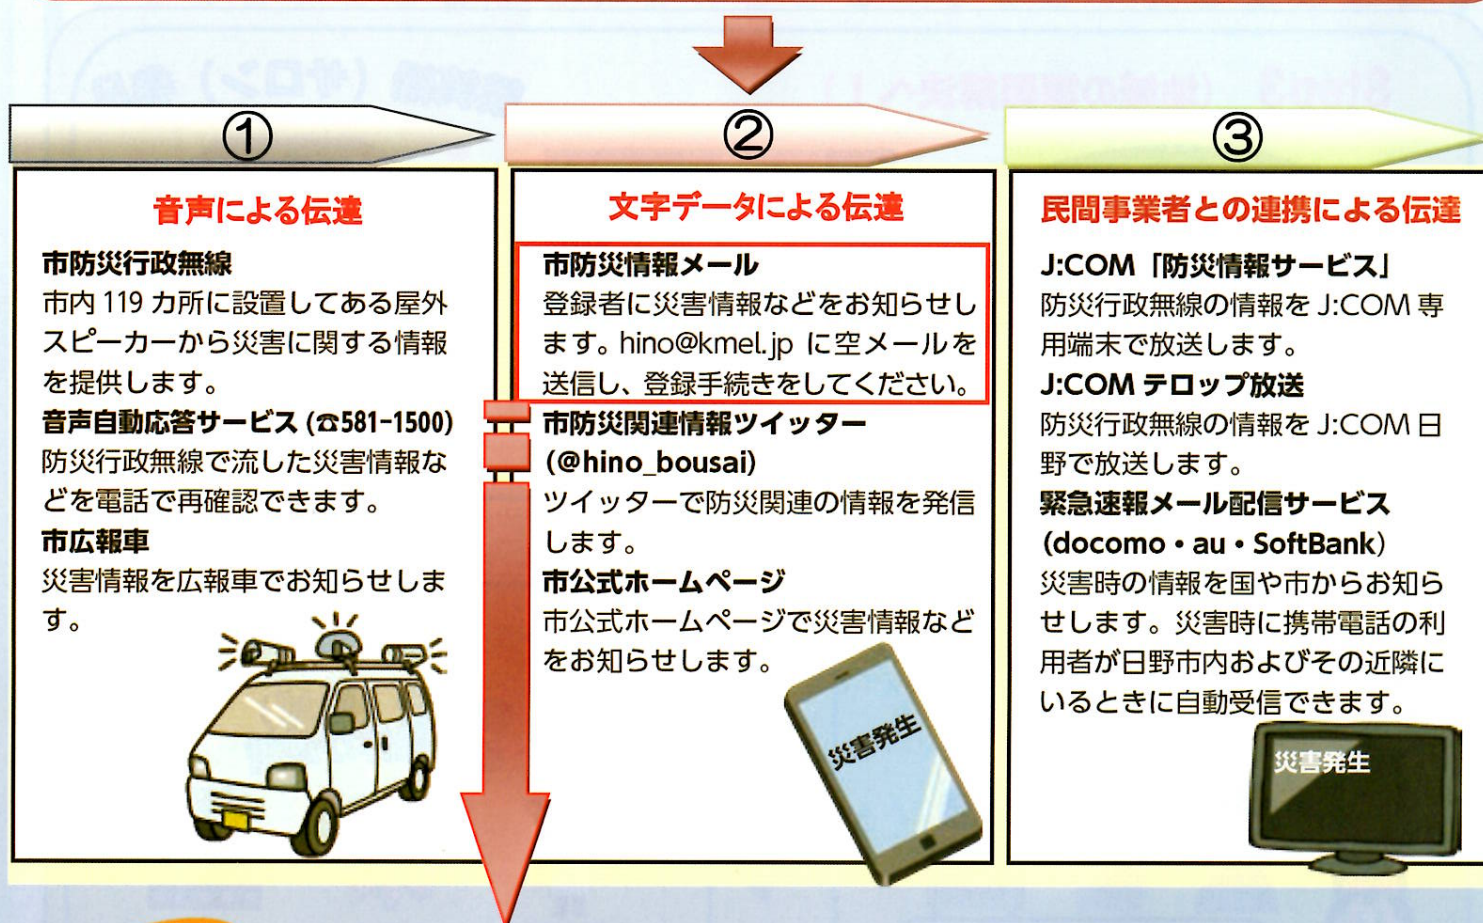 ①
音声による伝達
市防災行政無線
市内 119 カ所に設置してある屋外
スピーカーから災害に関する情報
を提供します。
音声自動応答サービス (☎581-1500)
防災行政無線で流した災害情報な
どを電話で再確認できます。
市広報車
災害情報を広報車でお知らせしま
す。
②
文字データによる伝達
市防災情報メール
登録者に災害情報などをお知らせし
ます。hino@kmel.jp に空メールを
送信し、登録手続きをしてください。
市防災関連情報ツイッター
(@hino_bousai)
ツイッターで防災関連の情報を発信
します。
市公式ホームページ
市公式ホームページで災害情報など
をお知らせします。
災害発生
③
民間事業者との連携による伝達
J:COM「防災情報サービス」
防災行政無線の情報を J:COM 専
用端末で放送します。
J:COM テロップ放送
防災行政無線の情報を J:COM 日
野で放送します。
緊急速報メール配信サービス
(docomo・au・SoftBank)
災害時の情報を国や市からお知ら
せします。災害時に携帯電話の利
用者が日野市内およびその近隣に
いるときに自動受信できます。
災害発生